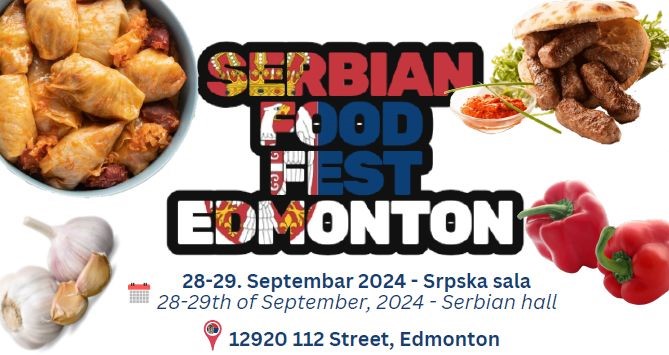 SERBIAN
FOOD
FEST
EDMONTON
28-29. Septembar 2024 - Srpska sala
28-29th of September, 2024 - Serbian hall
12920 112 Street, Edmonton